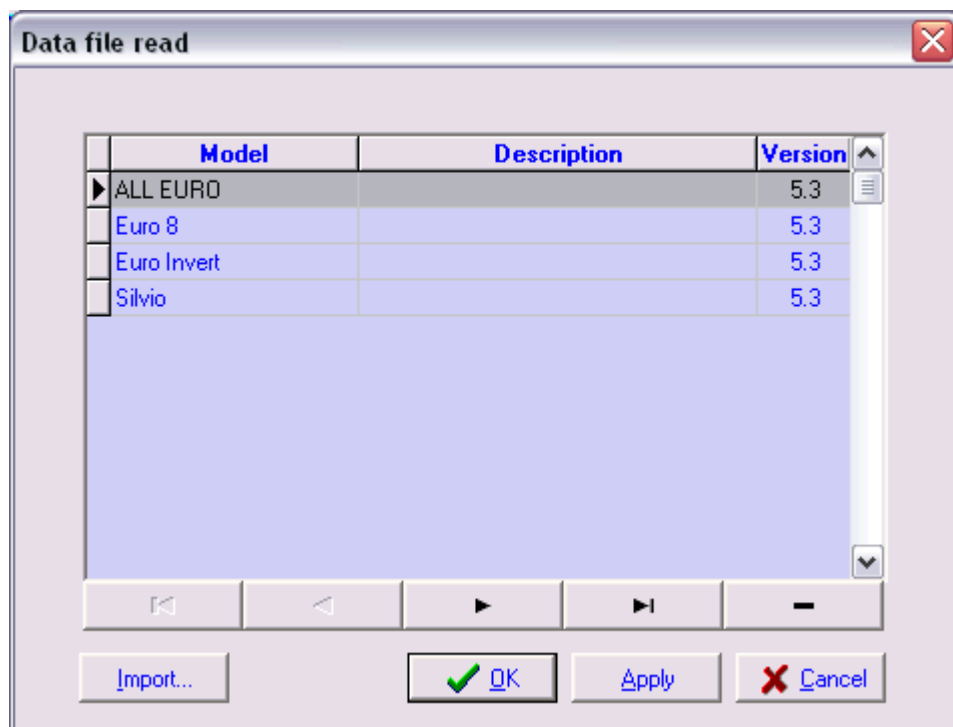 Data file read
Model Description Version
ALL EURO 5.3
Euro 8 5.3
Euro Invert 5.3
Silvio 5.3
Import... OK Apply Cancel